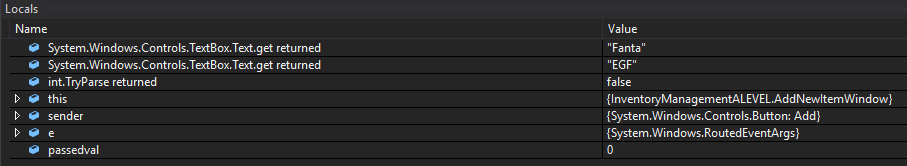 Locals
Name Value
System.Windows.Controls.TextBox.Text.get returned "Fanta"
System.Windows.Controls.TextBox.Text.get returned "EGF"
int.TryParse returned false
this {InventoryManagementALEVEL.AddNewItemWindow}
sender {System.Windows.Controls.Button: Add}
e {System.Windows.RoutedEventArgs}
passedval 0